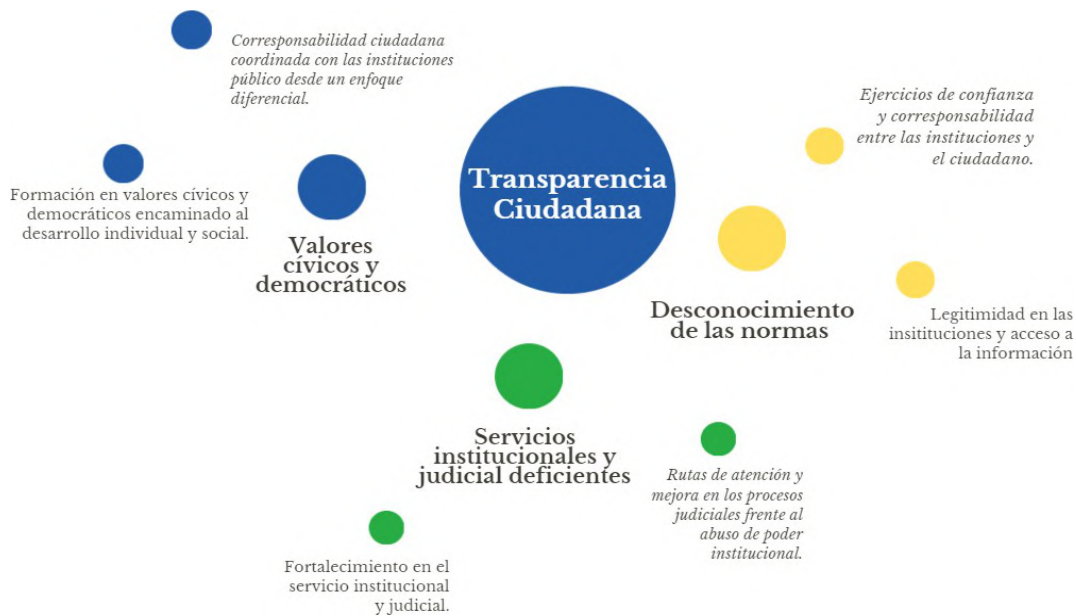 Corresponsabilidad ciudadana
coordinada con las instituciones
público desde un enfoque
diferencial.
Formación en valores cívicos y
democráticos encaminado al
desarrollo individual y social.
Valores
cívicos y
democráticos
Transparencia
Ciudadana
Ejercicios de confianza
y corresponsabilidad
entre las instituciones y
el ciudadano.
Desconocimiento
de las normas
Legitimidad en las
insitituciones y acceso a
la información
Servicios
institucionales y
judicial deficientes
Rutas de atención y
mejora en los procesos
judiciales frente al
abuso de poder
institucional.
Fortalecimiento en el
servicio institucional
y judicial.